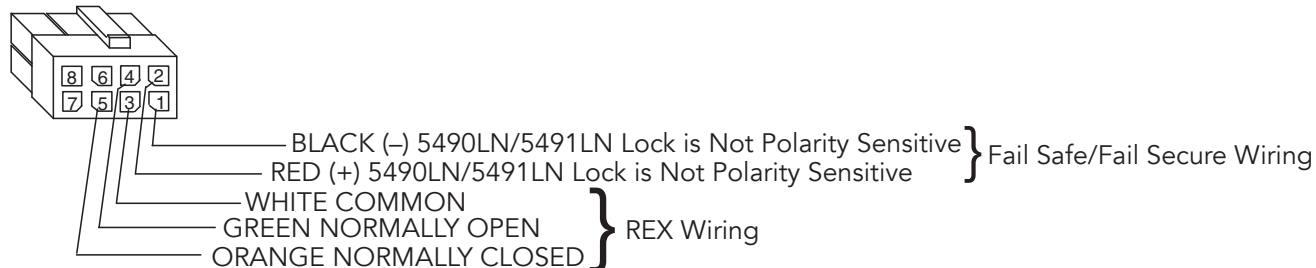 8 6 4 2
7 5 3 1
BLACK (–) 5490LN/5491LN Lock is Not Polarity Sensitive
RED (+) 5490LN/5491LN Lock is Not Polarity Sensitive
Fail Safe/Fail Secure Wiring
WHITE COMMON
GREEN NORMALLY OPEN
ORANGE NORMALLY CLOSED
REX Wiring